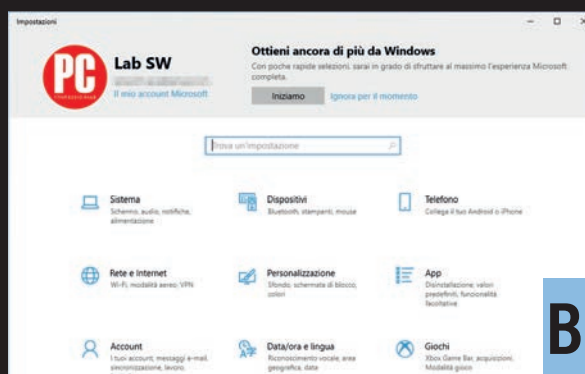 Impostazioni
PC
Lab SW
Il mio account Microsoft
Ottieni ancora di più da Windows
Con poche rapide selezioni, sarai in grado di sfruttare al massimo l'esperienza Microsoft
completa.
Iniziamo
Ignora per il momento
Trova un'impostazione
Sistema
Schermo, audio, notifiche,
alimentazione
Dispositivi
Bluetooth, stampanti, mouse
Telefono
Collega il tuo Android o iPhone
Rete e Internet
Wi-Fi, modalità aereo, VPN
Personalizzazione
Sfondo, schermata di blocco,
colori
App
Disinstallazione, valori
predefiniti, funzionalità
facoltative
Account
I tuoi account, messaggi e-mail,
sincronizzazione, lavoro,
Data/ora e lingua
Riconoscimento vocale, area
geografica, data
Giochi
Xbox Game Bar, acquisizioni,
Modalità gioco
B